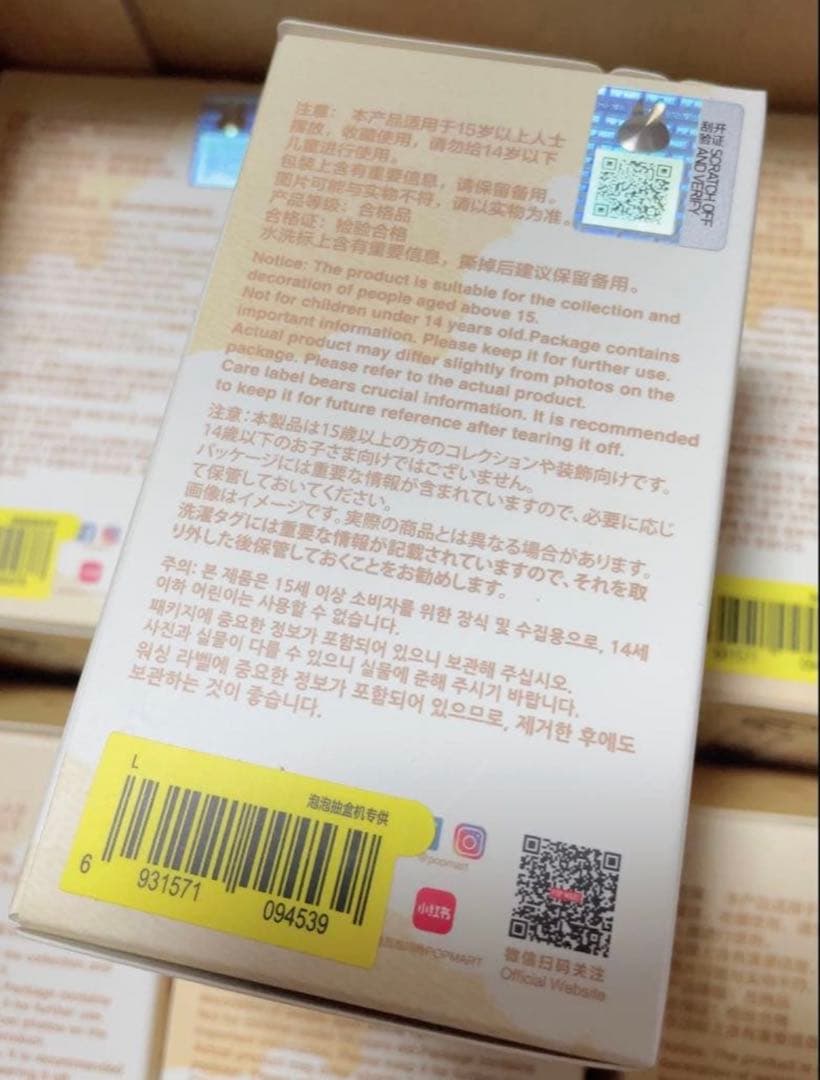 注意： 本产品适用于15岁以上人士
摆放，收藏使用，请勿给14岁以下
儿童进行使用。
包装上含有重要信息，请保留备用。
图片可能与实物不符，请以实物为准。
产品等级：合格品
合格证：检验合格
水洗标上含有重要信息，撕掉后建议保留备用。
刮开
验证
SCRATCH OFF
AND VERIFY
Notice: The product is suitable for the collection and
decoration of people aged above 15.
Not for children under 14 years old.Package contains
important information. Please keep it for further use.
Actual product may differ slightly from photos on the
package. Please refer to the actual product.
Care label bears crucial information. It is recommended
to keep it for future reference after tearing it off.
注意：本製品は15歳以上の方のコレクションや装飾向けです。
14歳以下のお子さま向けではございません。
パッケージには重要な情報が含まれていますので、必要に応じ
て保管しておいてください。
画像はイメージです。実際の商品とは異なる場合があります。
洗濯タグには重要な情報が記載されていますので、それを取
り外した後保管しておくことをお勧めします。
주의: 본 제품은 15세 이상 소비자를 위한 장식 및 수집용으로, 14세
이하 어린이는 사용할 수 없습니다.
패키지에 중요한 정보가 포함되어 있으니 보관해 주십시오.
사진과 실물이 다를 수 있으니 실물에 준해 주시기 바랍니다.
워싱 라벨에 중요한 정보가 포함되어 있으므로, 제거한 후에도
보관하는 것이 좋습니다.
L
泡泡抽盒机专供
6 931571 094539
@popmart
小红书
POPMART
微信扫码关注
Official Website